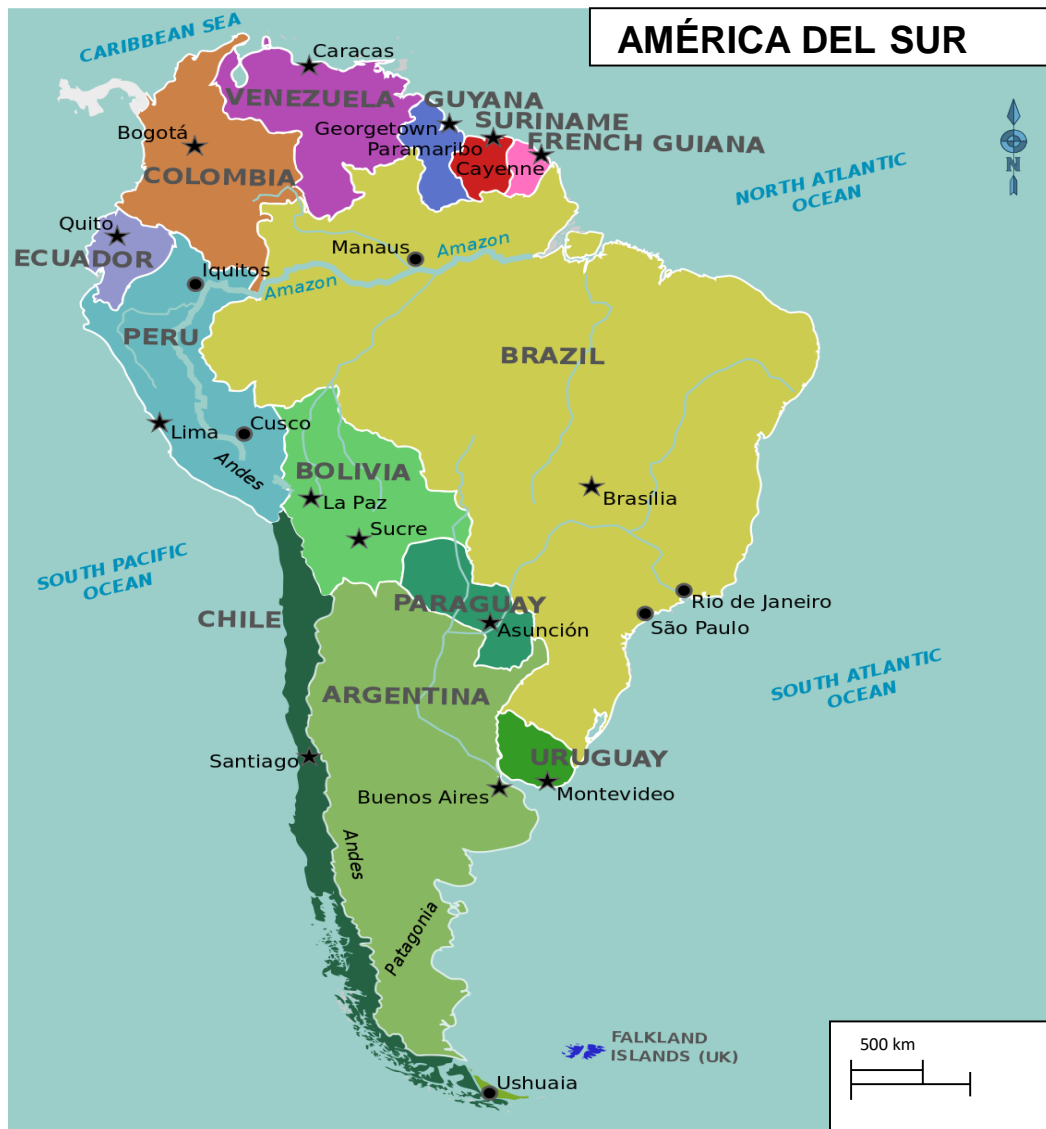 AMÉRICA DEL SUR
CARIBBEAN SEA
Caracas
VENEZUELA
GUYANA
SURINAME
FRENCH GUIANA
Georgetown
Paramaribo
Cayenne
Bogotá
COLOMBIA
NORTH ATLANTIC
OCEAN
N
Quito
ECUADOR
Manaus
Amazon
Iquitos
Amazon
PERU
BRAZIL
Lima
Cusco
Andes
BOLIVIA
La Paz
Sucre
Brasília
SOUTH PACIFIC
OCEAN
CHILE
PARAGUAY
Asunción
Rio de Janeiro
São Paulo
SOUTH ATLANTIC
OCEAN
ARGENTINA
Santiago
URUGUAY
Buenos Aires
Montevideo
Andes
Patagonia
FALKLAND
ISLANDS (UK)
Ushuaia
500 km